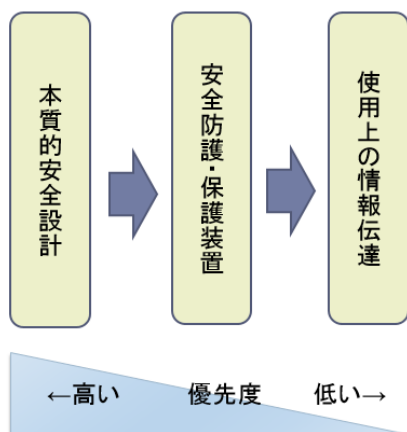 本質的安全設計
安全防護・保護装置
使用上の情報伝達
←高い 優先度 低い→